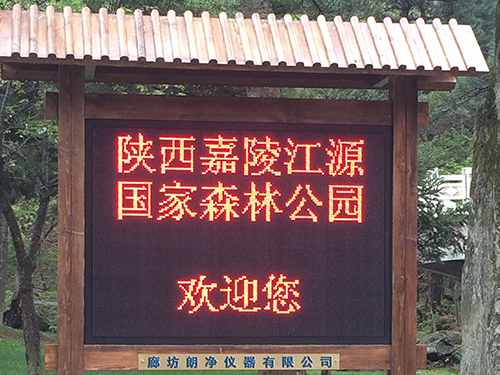 陕西嘉陵江源
国家森林公园
欢迎您
廊坊朗净仪器有限公司